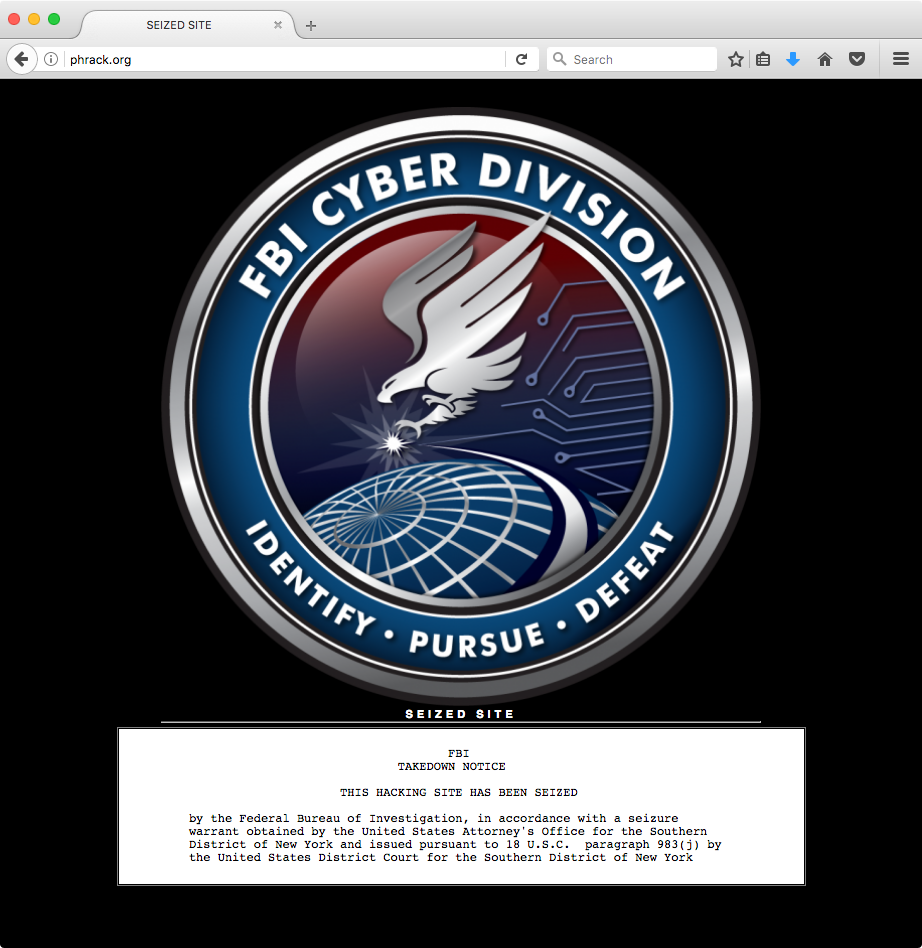 SEIZED SITE
phrack.org
Search
FBI CYBER DIVISION
IDENTIFY • PURSUE • DEFEAT
SEIZED SITE
FBI
TAKEDOWN NOTICE
THIS HACKING SITE HAS BEEN SEIZED
by the Federal Bureau of Investigation, in accordance with a seizure
warrant obtained by the United States Attorney's Office for the Southern
District of New York and issued pursuant to 18 U.S.C.  paragraph 983(j) by
the United States District Court for the Southern District of New York